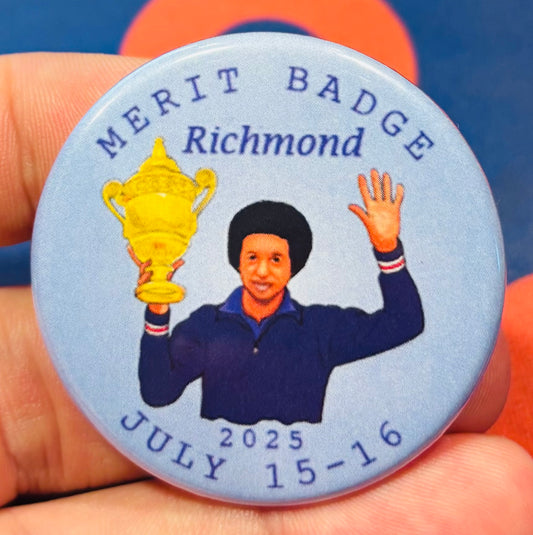 MERIT BADGE
Richmond
2025
JULY 15-16